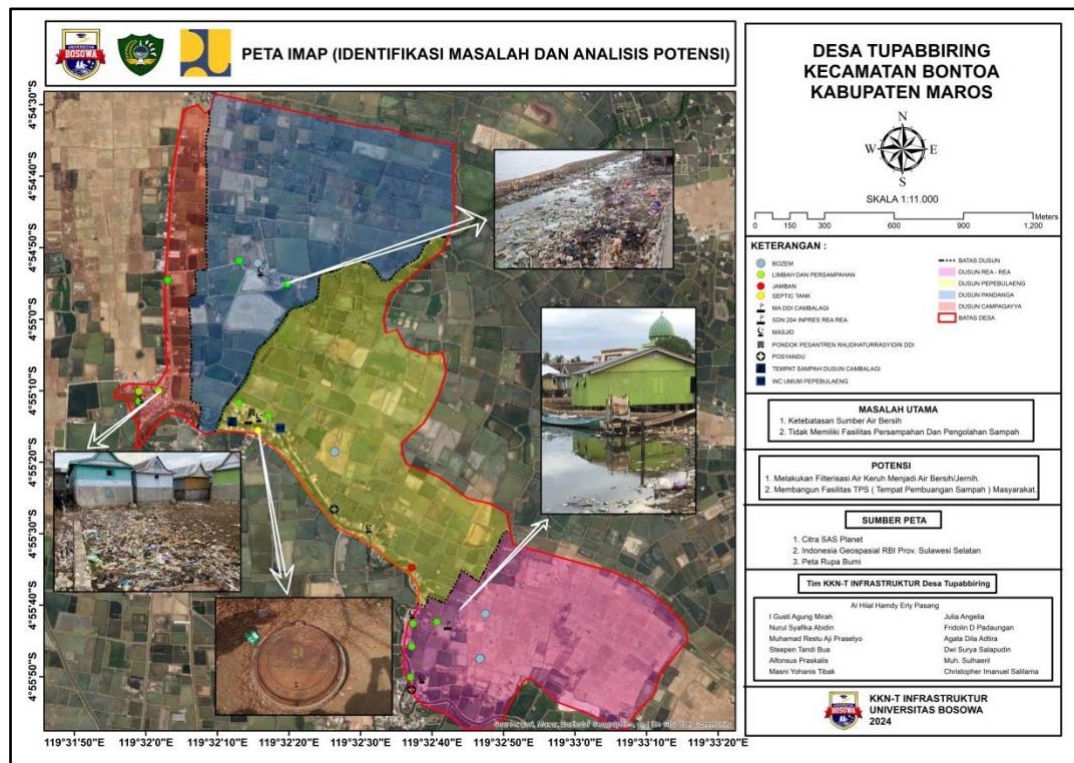 UNIVERSITAS
BOSOWA
PU
PETA IMAP (IDENTIFIKASI MASALAH DAN ANALISIS POTENSI)
4°54'30"S
4°54'40"S
4°54'50"S
4°55'0"S
4°55'10"S
4°55'20"S
4°55'30"S
4°55'40"S
4°55'50"S
119°31'50"E
119°32'0"E
119°32'10"E
119°32'20"E
119°32'30"E
119°32'40"E
119°32'50"E
119°33'0"E
119°33'10"E
119°33'20"E
DESA TUPABBIRING
KECAMATAN BONTOA
KABUPATEN MAROS
N
W E
S
SKALA 1:11.000
Meters
0 150 300 600 900 1,200
KETERANGAN :
BOZEM
LIMBAH DAN PERSAMPAHAN
JAMBAN
SEPTIC TANK
MA DDI CAMBALAGI
SDN 204 INPRES REA REA
MASJID
PONDOK PESANTREN RAUDHATURRASYIDIN DDI
POSYANDU
TEMPAT SAMPAH DUSUN CAMBALAGI
WC UMUM PEPEBULAENG
BATAS DUSUN
DUSUN REA - REA
DUSUN PEPEBULAENG
DUSUN PANDANGA
DUSUN CAMPAGAYYA
BATAS DESA
MASALAH UTAMA
1. Ketebatasan Sumber Air Bersih
2. Tidak Memiliki Fasilitas Persampahan Dan Pengolahan Sampah
POTENSI
1. Melakukan Filterisasi Air Keruh Menjadi Air Bersih/Jernih.
2. Membangun Fasilitas TPS ( Tempat Pembuangan Sampah ) Masyarakat.
SUMBER PETA
1. Citra SAS Planet
2. Indonesia Geospasial RBI Prov. Sulawesi Selatan
3. Peta Rupa Bumi
Tim KKN-T INFRASTRUKTUR Desa Tupabbiring
Al Hilal Hamdy Erly Pasang
I Gusti Agung Mirah
Nurul Syafika Abidin
Muhamad Restu Aji Prasetyo
Steepen Tandi Bua
Alfonsus Praskalis
Masni Yohanis Tibak
Julia Angelia
Fridolin D Padaungan
Agata Dila Adtira
Dwi Surya Salapudin
Muh. Sulhaeril
Christopher Imanuel Salilama
UNIVERSITAS
BOSOWA
KKN-T INFRASTRUKTUR
UNIVERSITAS BOSOWA
2024